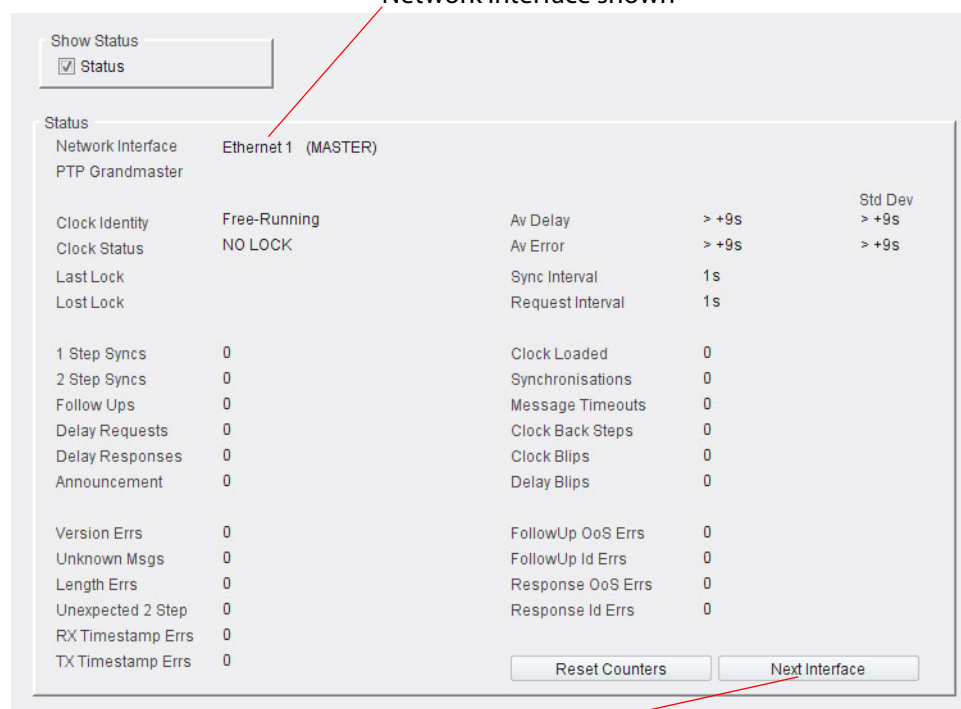 Network Interface shown
Show Status
Status
Status
Network Interface Ethernet 1 (MASTER)
PTP Grandmaster
Std Dev
Clock Identity Free-Running Av Delay > +9s > +9s
Clock Status NO LOCK Av Error > +9s > +9s
Last Lock Sync Interval 1s
Lost Lock Request Interval 1s
1 Step Syncs 0 Clock Loaded 0
2 Step Syncs 0 Synchronisations 0
Follow Ups 0 Message Timeouts 0
Delay Requests 0 Clock Back Steps 0
Delay Responses 0 Clock Blips 0
Announcement 0 Delay Blips 0
Version Errs 0 FollowUp OoS Errs 0
Unknown Msgs 0 FollowUp Id Errs 0
Length Errs 0 Response OoS Errs 0
Unexpected 2 Step 0 Response Id Errs 0
RX Timestamp Errs 0
TX Timestamp Errs 0 Reset Counters Next Interface